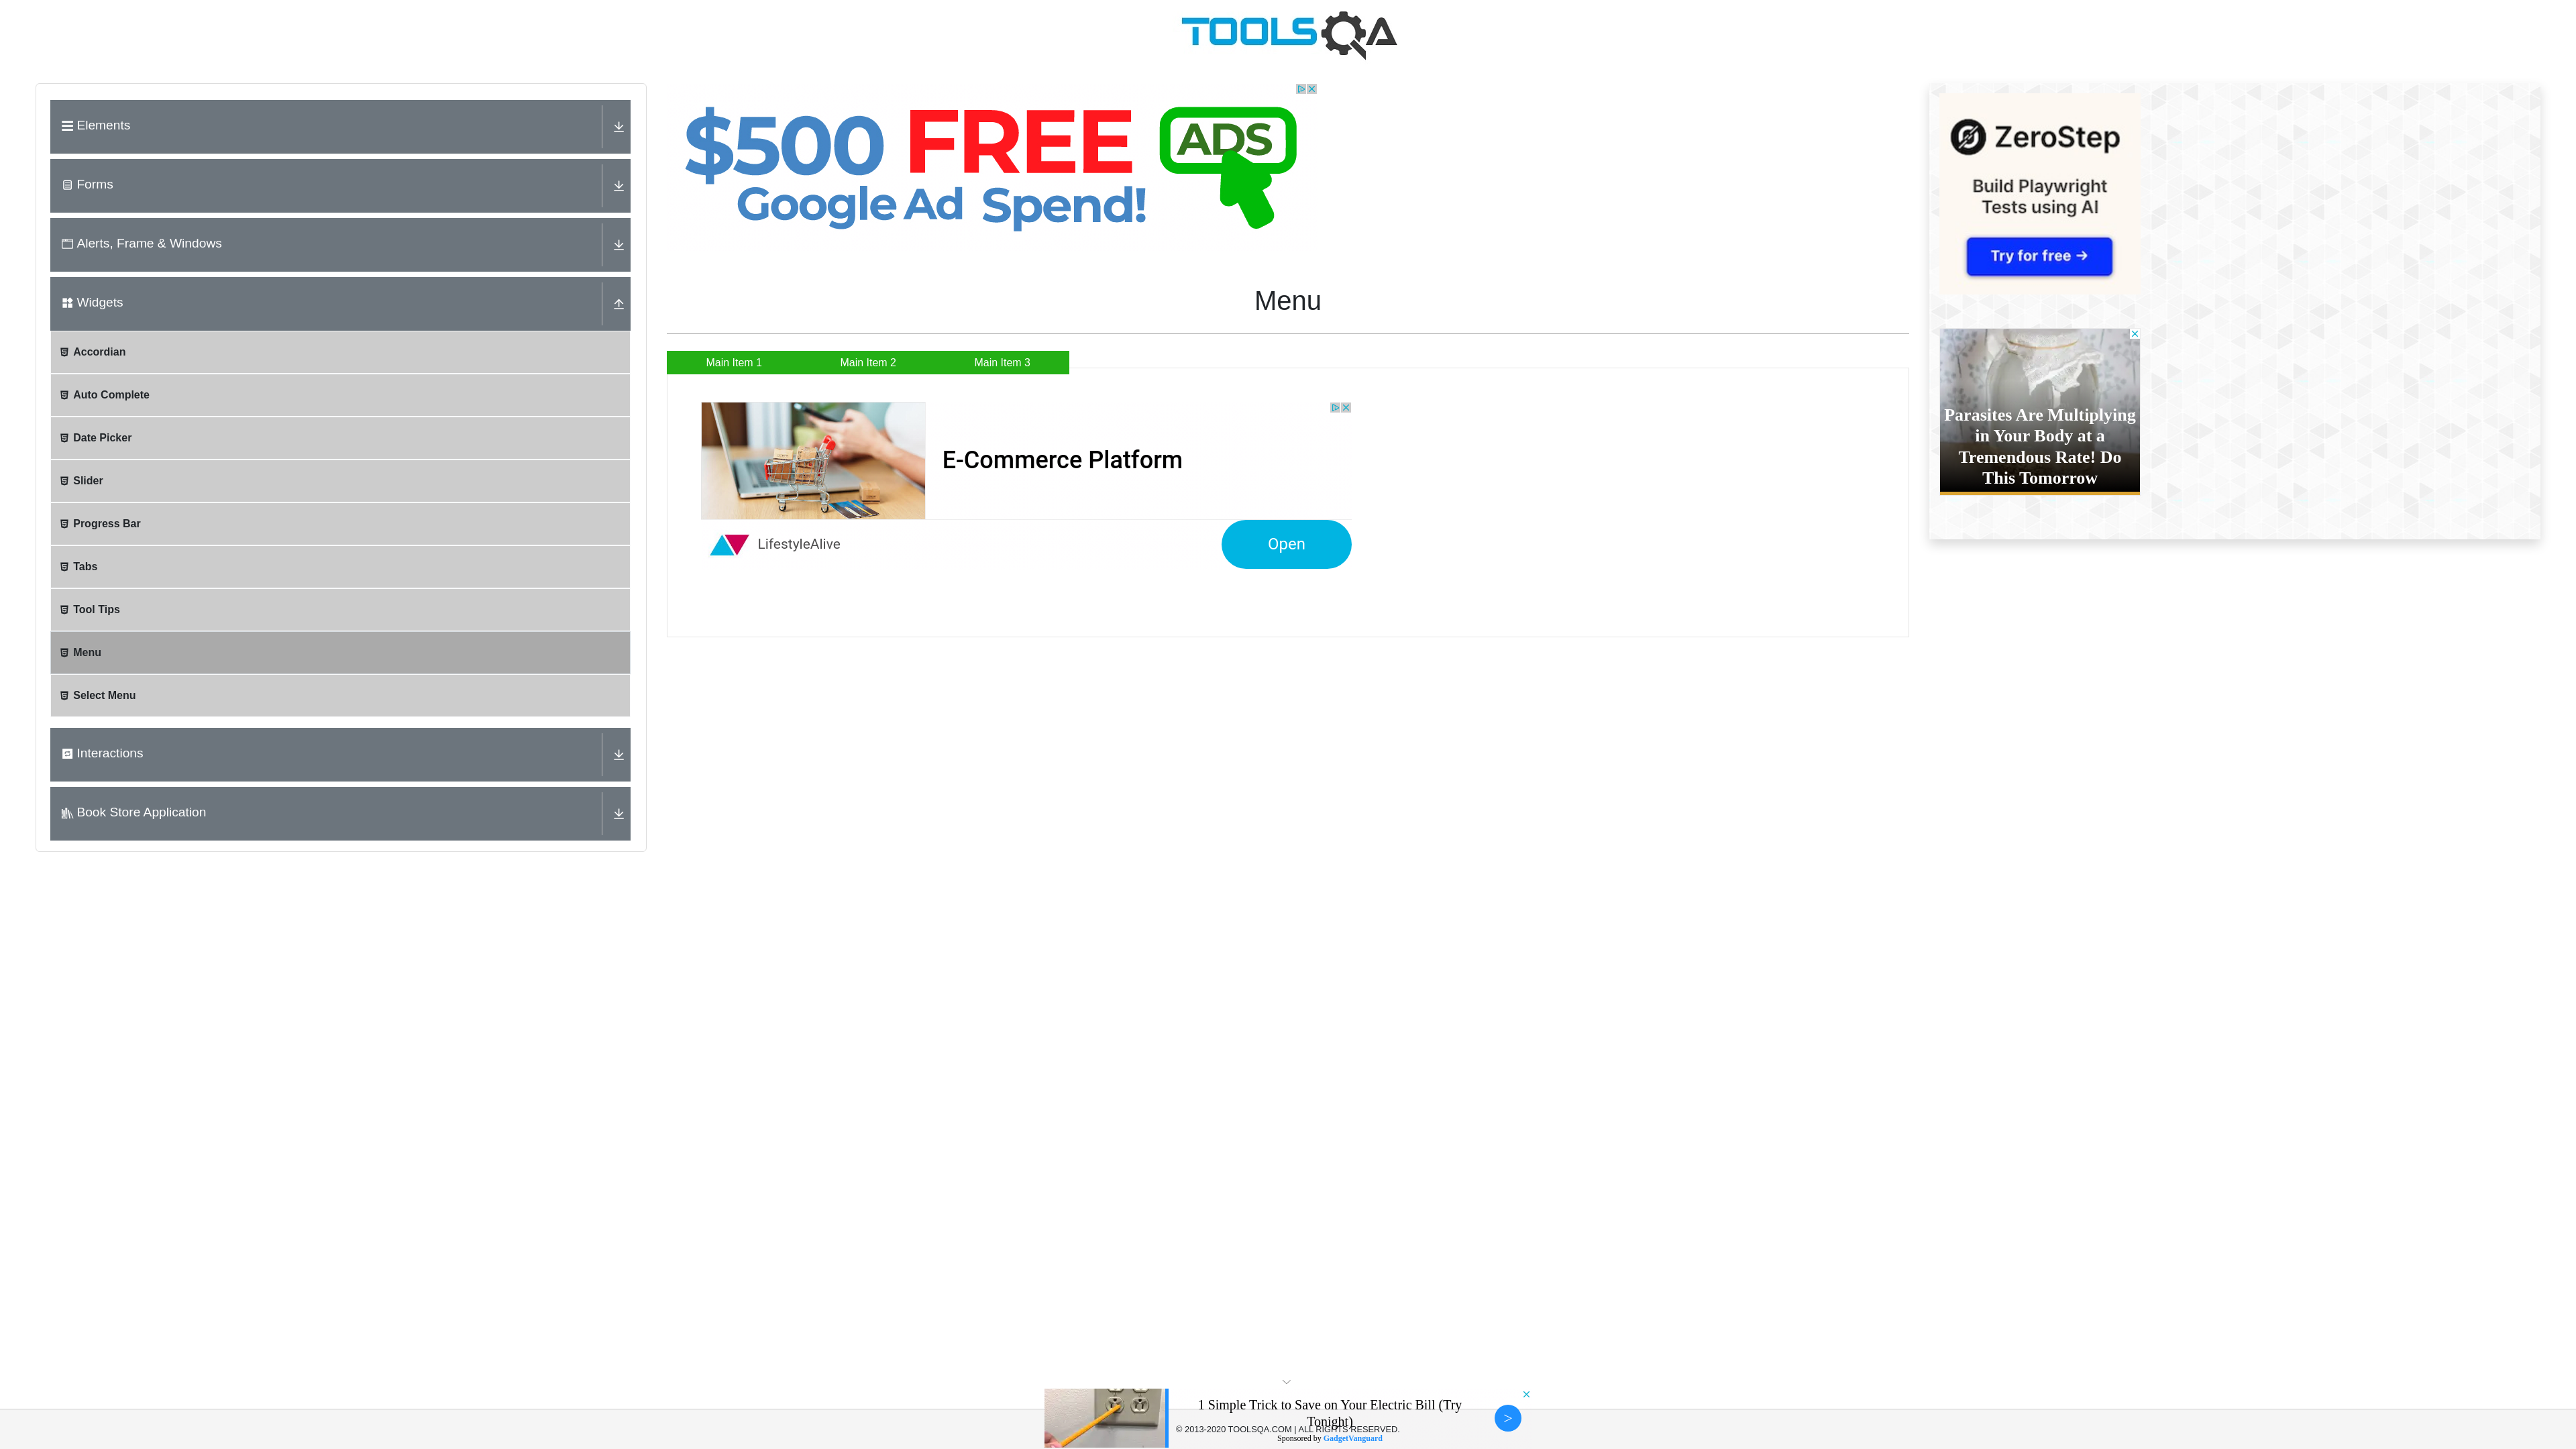 TOOLSQA
Elements
Forms
Alerts, Frame & Windows
Widgets
Accordian
Auto Complete
Date Picker
Slider
Progress Bar
Tabs
Tool Tips
Menu
Select Menu
Interactions
Book Store Application
$500 FREE ADS
Google Ad Spend!
Menu
Main Item 1
Main Item 2
Main Item 3
E-Commerce Platform
LifestyleAlive
Open
ZeroStep
Build Playwright
Tests using AI
Try for free →
Parasites Are Multiplying
in Your Body at a
Tremendous Rate! Do
This Tomorrow
1 Simple Trick to Save on Your Electric Bill (Try
Tonight)
© 2013-2020 TOOLSQA.COM | ALL RIGHTS RESERVED.
Sponsored by GadgetVanguard
>